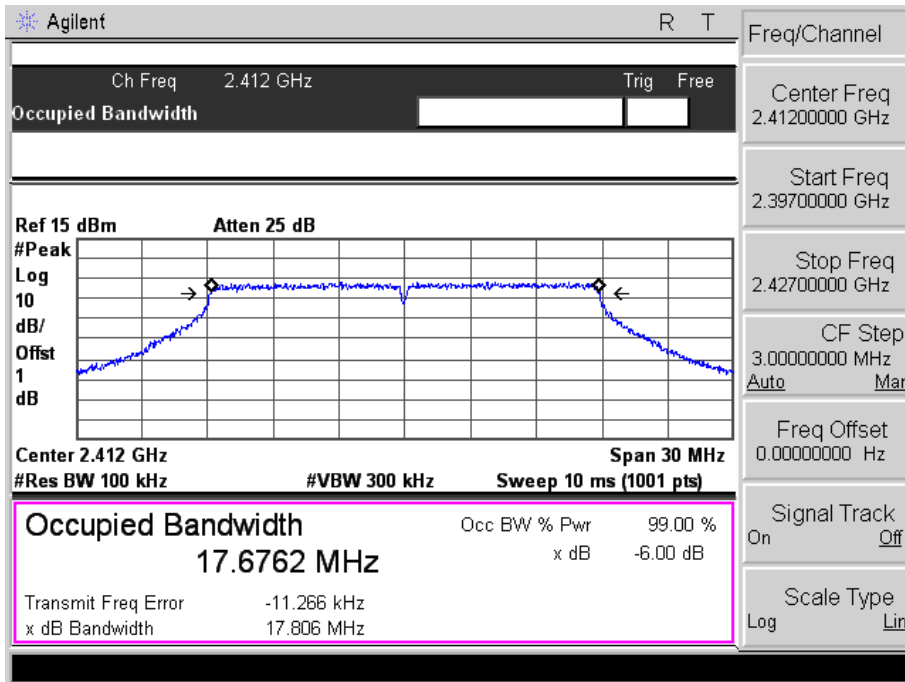 Agilent R T
Ch Freq 2.412 GHz Trig Free
Occupied Bandwidth
Ref 15 dBm Atten 25 dB
#Peak
Log
10
dB/
Offst
1
dB
Center 2.412 GHz Span 30 MHz
#Res BW 100 kHz #VBW 300 kHz Sweep 10 ms (1001 pts)
Occupied Bandwidth Occ BW % Pwr 99.00 %
17.6762 MHz x dB -6.00 dB
Transmit Freq Error -11.266 kHz
x dB Bandwidth 17.806 MHz
Freq/Channel
Center Freq
2.41200000 GHz
Start Freq
2.39700000 GHz
Stop Freq
2.42700000 GHz
CF Step
3.00000000 MHz
Auto Man
Freq Offset
0.00000000 Hz
Signal Track
On Off
Scale Type
Log Lin